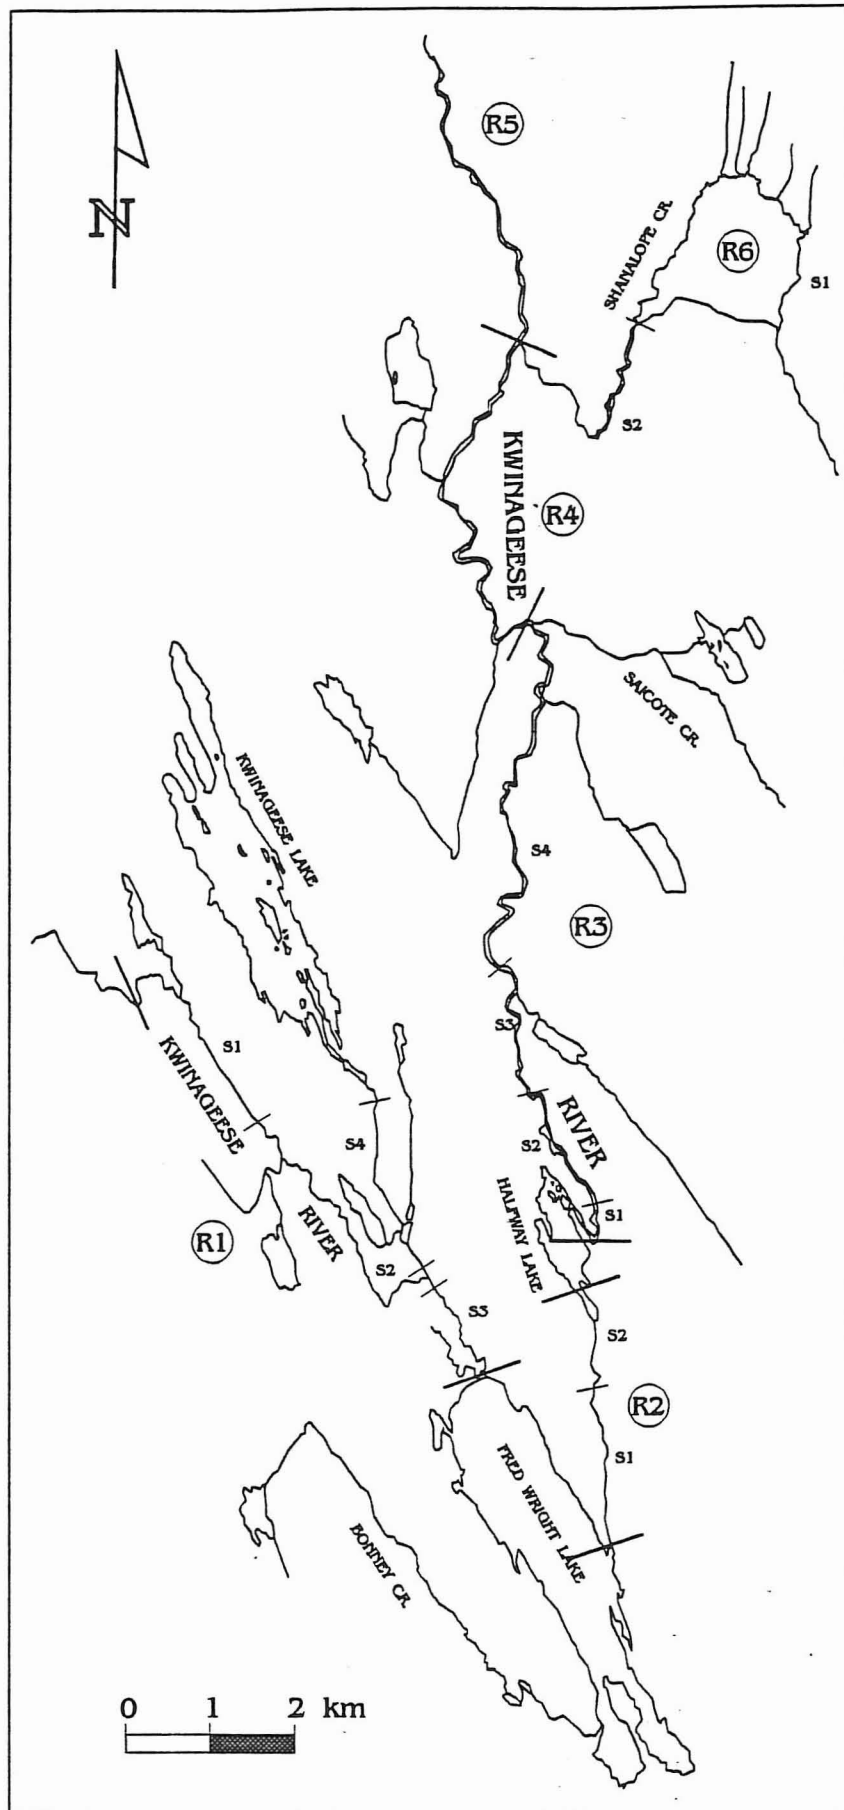 R5
N
SHANALOPE CR.
R6
S1
S2
KWINAGEESE
R4
SAICOTE CR.
KWINAGEESE LAKE
S4
R3
S3
S1
KWINAGEESE
RIVER
S2
S4
HALFWAY LAKE
S1
R1
RIVER
S2
S3
S2
R2
S1
FRED WRIGHT LAKE
BONNEY CR.
0 1 2 km